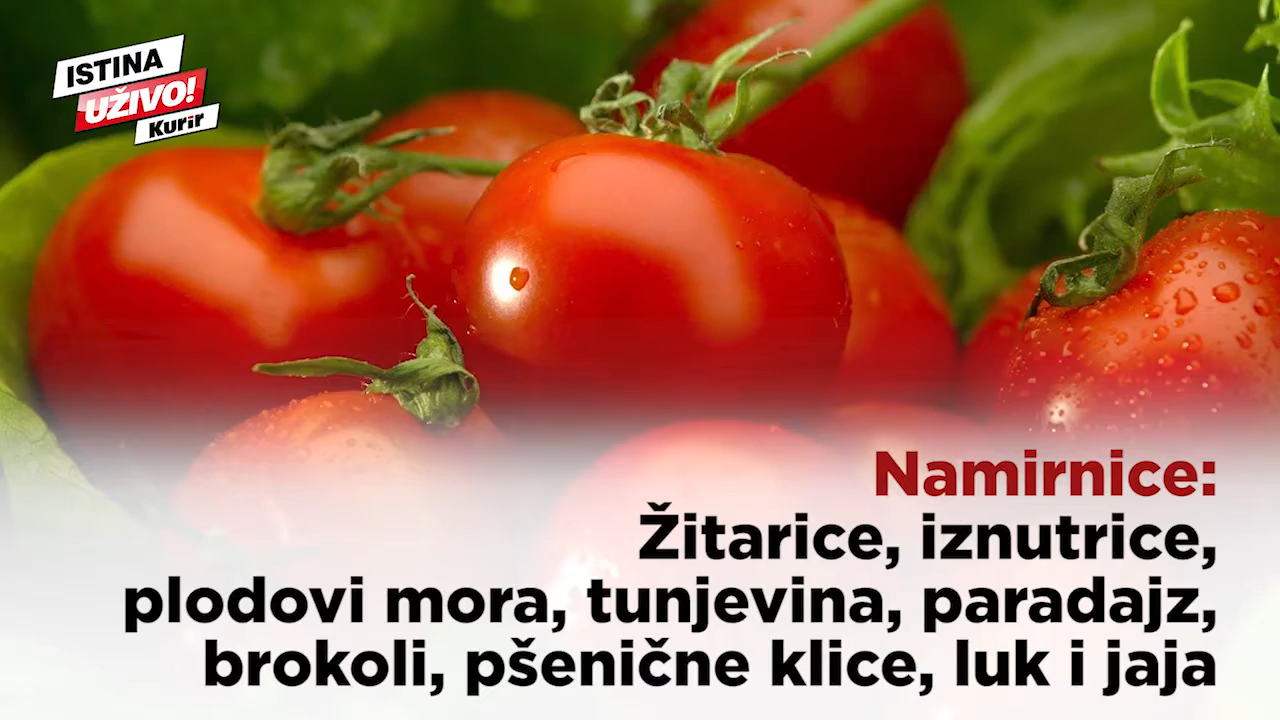 ISTINA
UŽIVO!
Kurir
Namirnice:
Žitarice, iznutrice,
plodovi mora, tunjevina, paradajz,
brokoli, pšenične klice, luk i jaja